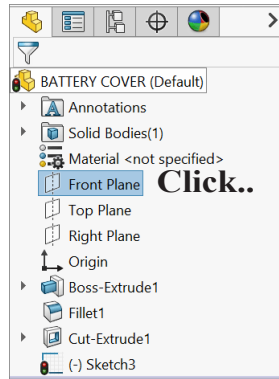 BATTERY COVER (Default)
Annotations
Solid Bodies(1)
Material <not specified>
Front Plane Click..
Top Plane
Right Plane
Origin
Boss-Extrude1
Fillet1
Cut-Extrude1
(-) Sketch3